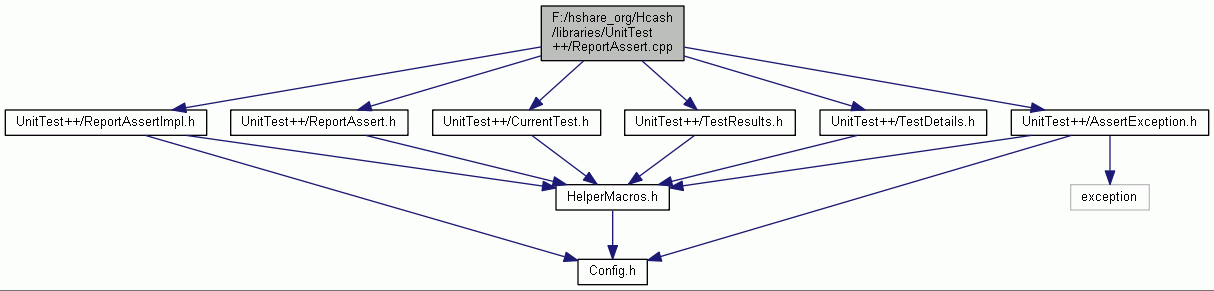 F:/hshare_org/Hcash
/libraries/UnitTest
++/ReportAssert.cpp
UnitTest++/ReportAssertImpl.h
UnitTest++/ReportAssert.h
UnitTest++/CurrentTest.h
UnitTest++/TestResults.h
UnitTest++/TestDetails.h
UnitTest++/AssertException.h
HelperMacros.h
exception
Config.h